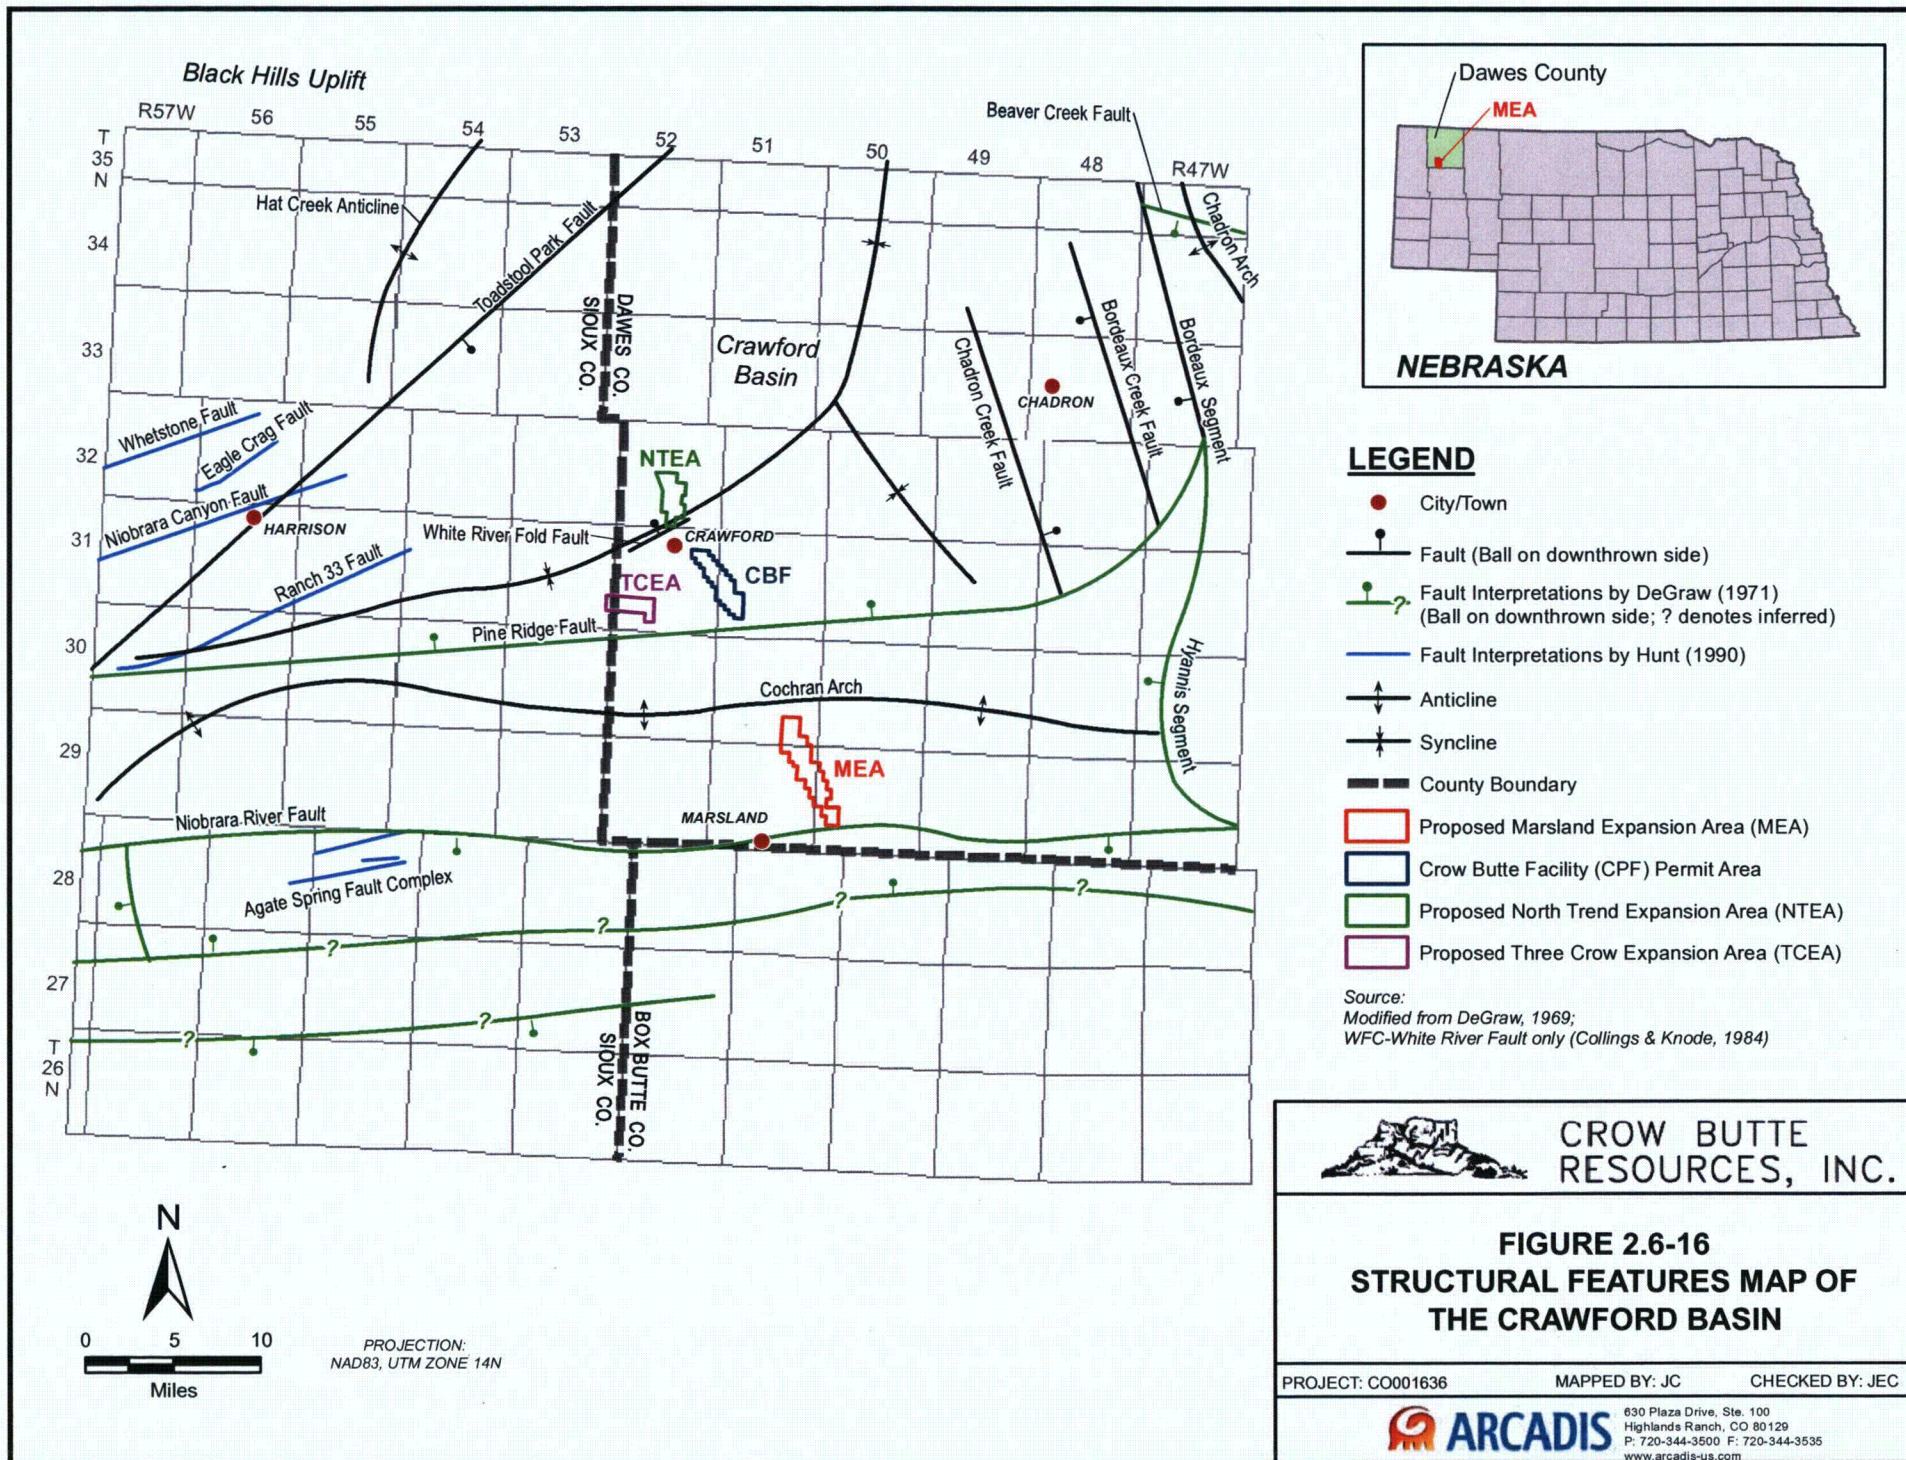 Black Hills Uplift
R57W
56
55
54
53
52
51
50
49
48
R47W
T
35
N
34
33
32
31
30
29
28
27
T
26
N
Beaver Creek Fault
Chadron Arch
Hat Creek Anticline
Toadstool Park Fault
DAWES CO.
SIOUX CO.
Crawford
Basin
Chadron Creek Fault
CHADRON
Bordeaux Creek Fault
Bordeaux Segment
Whetstone Fault
Eagle Crag Fault
Niobrara Canyon Fault
HARRISON
NTEA
White River Fold Fault
CRAWFORD
Ranch 33 Fault
TCEA
CBF
Pine Ridge Fault
Hyannis Segment
Cochran Arch
MEA
MARSLAND
Niobrara River Fault
Agate Spring Fault Complex
?
?
?
?
?
?
BOX BUTTE CO.
SIOUX CO.
N
0 5 10
Miles
PROJECTION:
NAD83, UTM ZONE 14N
Dawes County
MEA
NEBRASKA
LEGEND
City/Town
Fault (Ball on downthrown side)
?
Fault Interpretations by DeGraw (1971)
(Ball on downthrown side; ? denotes inferred)
Fault Interpretations by Hunt (1990)
Anticline
Syncline
County Boundary
Proposed Marsland Expansion Area (MEA)
Crow Butte Facility (CPF) Permit Area
Proposed North Trend Expansion Area (NTEA)
Proposed Three Crow Expansion Area (TCEA)
Source:
Modified from DeGraw, 1969;
WFC-White River Fault only (Collings & Knode, 1984)
CROW BUTTE
RESOURCES, INC.
FIGURE 2.6-16
STRUCTURAL FEATURES MAP OF
THE CRAWFORD BASIN
PROJECT: CO001636 MAPPED BY: JC CHECKED BY: JEC
ARCADIS
630 Plaza Drive, Ste. 100
Highlands Ranch, CO 80129
P: 720-344-3500 F: 720-344-3535
www.arcadis-us.com